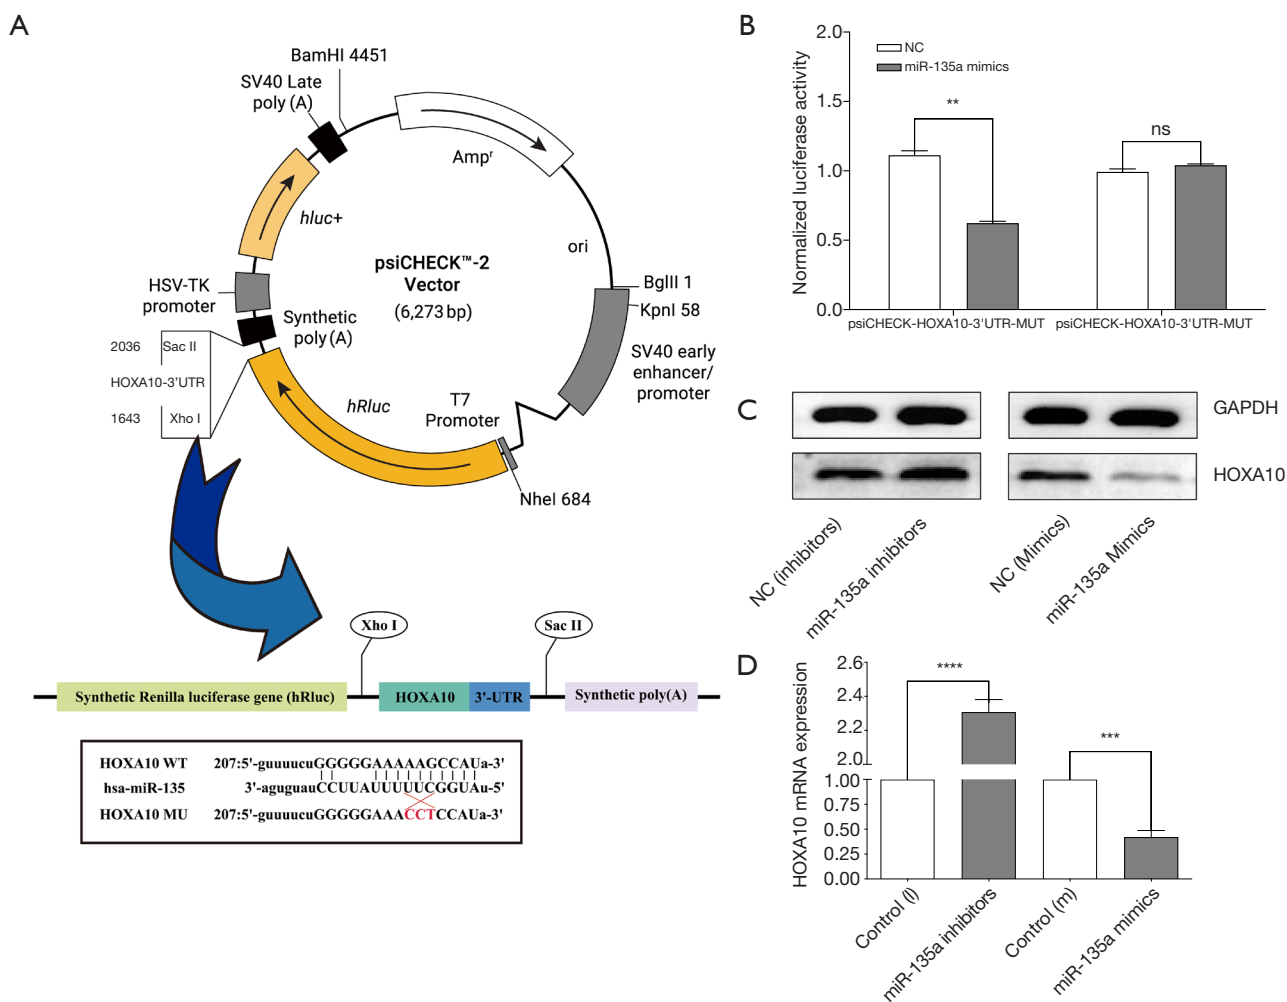 A
BamHI 4451
SV40 Late
poly (A)
Ampʳ
hluc+
ori
psiCHECK™-2
Vector
(6,273 bp)
HSV-TK
promoter
BglII 1
KpnI 58
Synthetic
poly (A)
2036 Sac II
HOXA10-3'UTR
1643 Xho I
SV40 early
enhancer/
promoter
hRluc
T7
Promoter
NheI 684
Xho I
Sac II
Synthetic Renilla luciferase gene (hRluc)
HOXA10
3'-UTR
Synthetic poly(A)
HOXA10 WT 207:5'-guuuucuGGGGGAAAAAGCCAUa-3'
hsa-miR-135 3'-aguguauCCUUAUUUUUCGGUAu-5'
HOXA10 MU 207:5'-guuuucuGGGGGAAACCTCCAUa-3'
B
Normalized luciferase activity
2.0
1.5
1.0
0.5
0.0
NC
miR-135a mimics
**
ns
psiCHECK-HOXA10-3'UTR-MUT
psiCHECK-HOXA10-3'UTR-MUT
C
GAPDH
HOXA10
NC (inhibitors)
miR-135a inhibitors
NC (Mimics)
miR-135a Mimics
D
HOXA10 mRNA expression
2.6
2.4
2.2
2.0
1.00
0.75
0.50
0.25
0.00
****
***
Control (I)
miR-135a inhibitors
Control (m)
miR-135a mimics